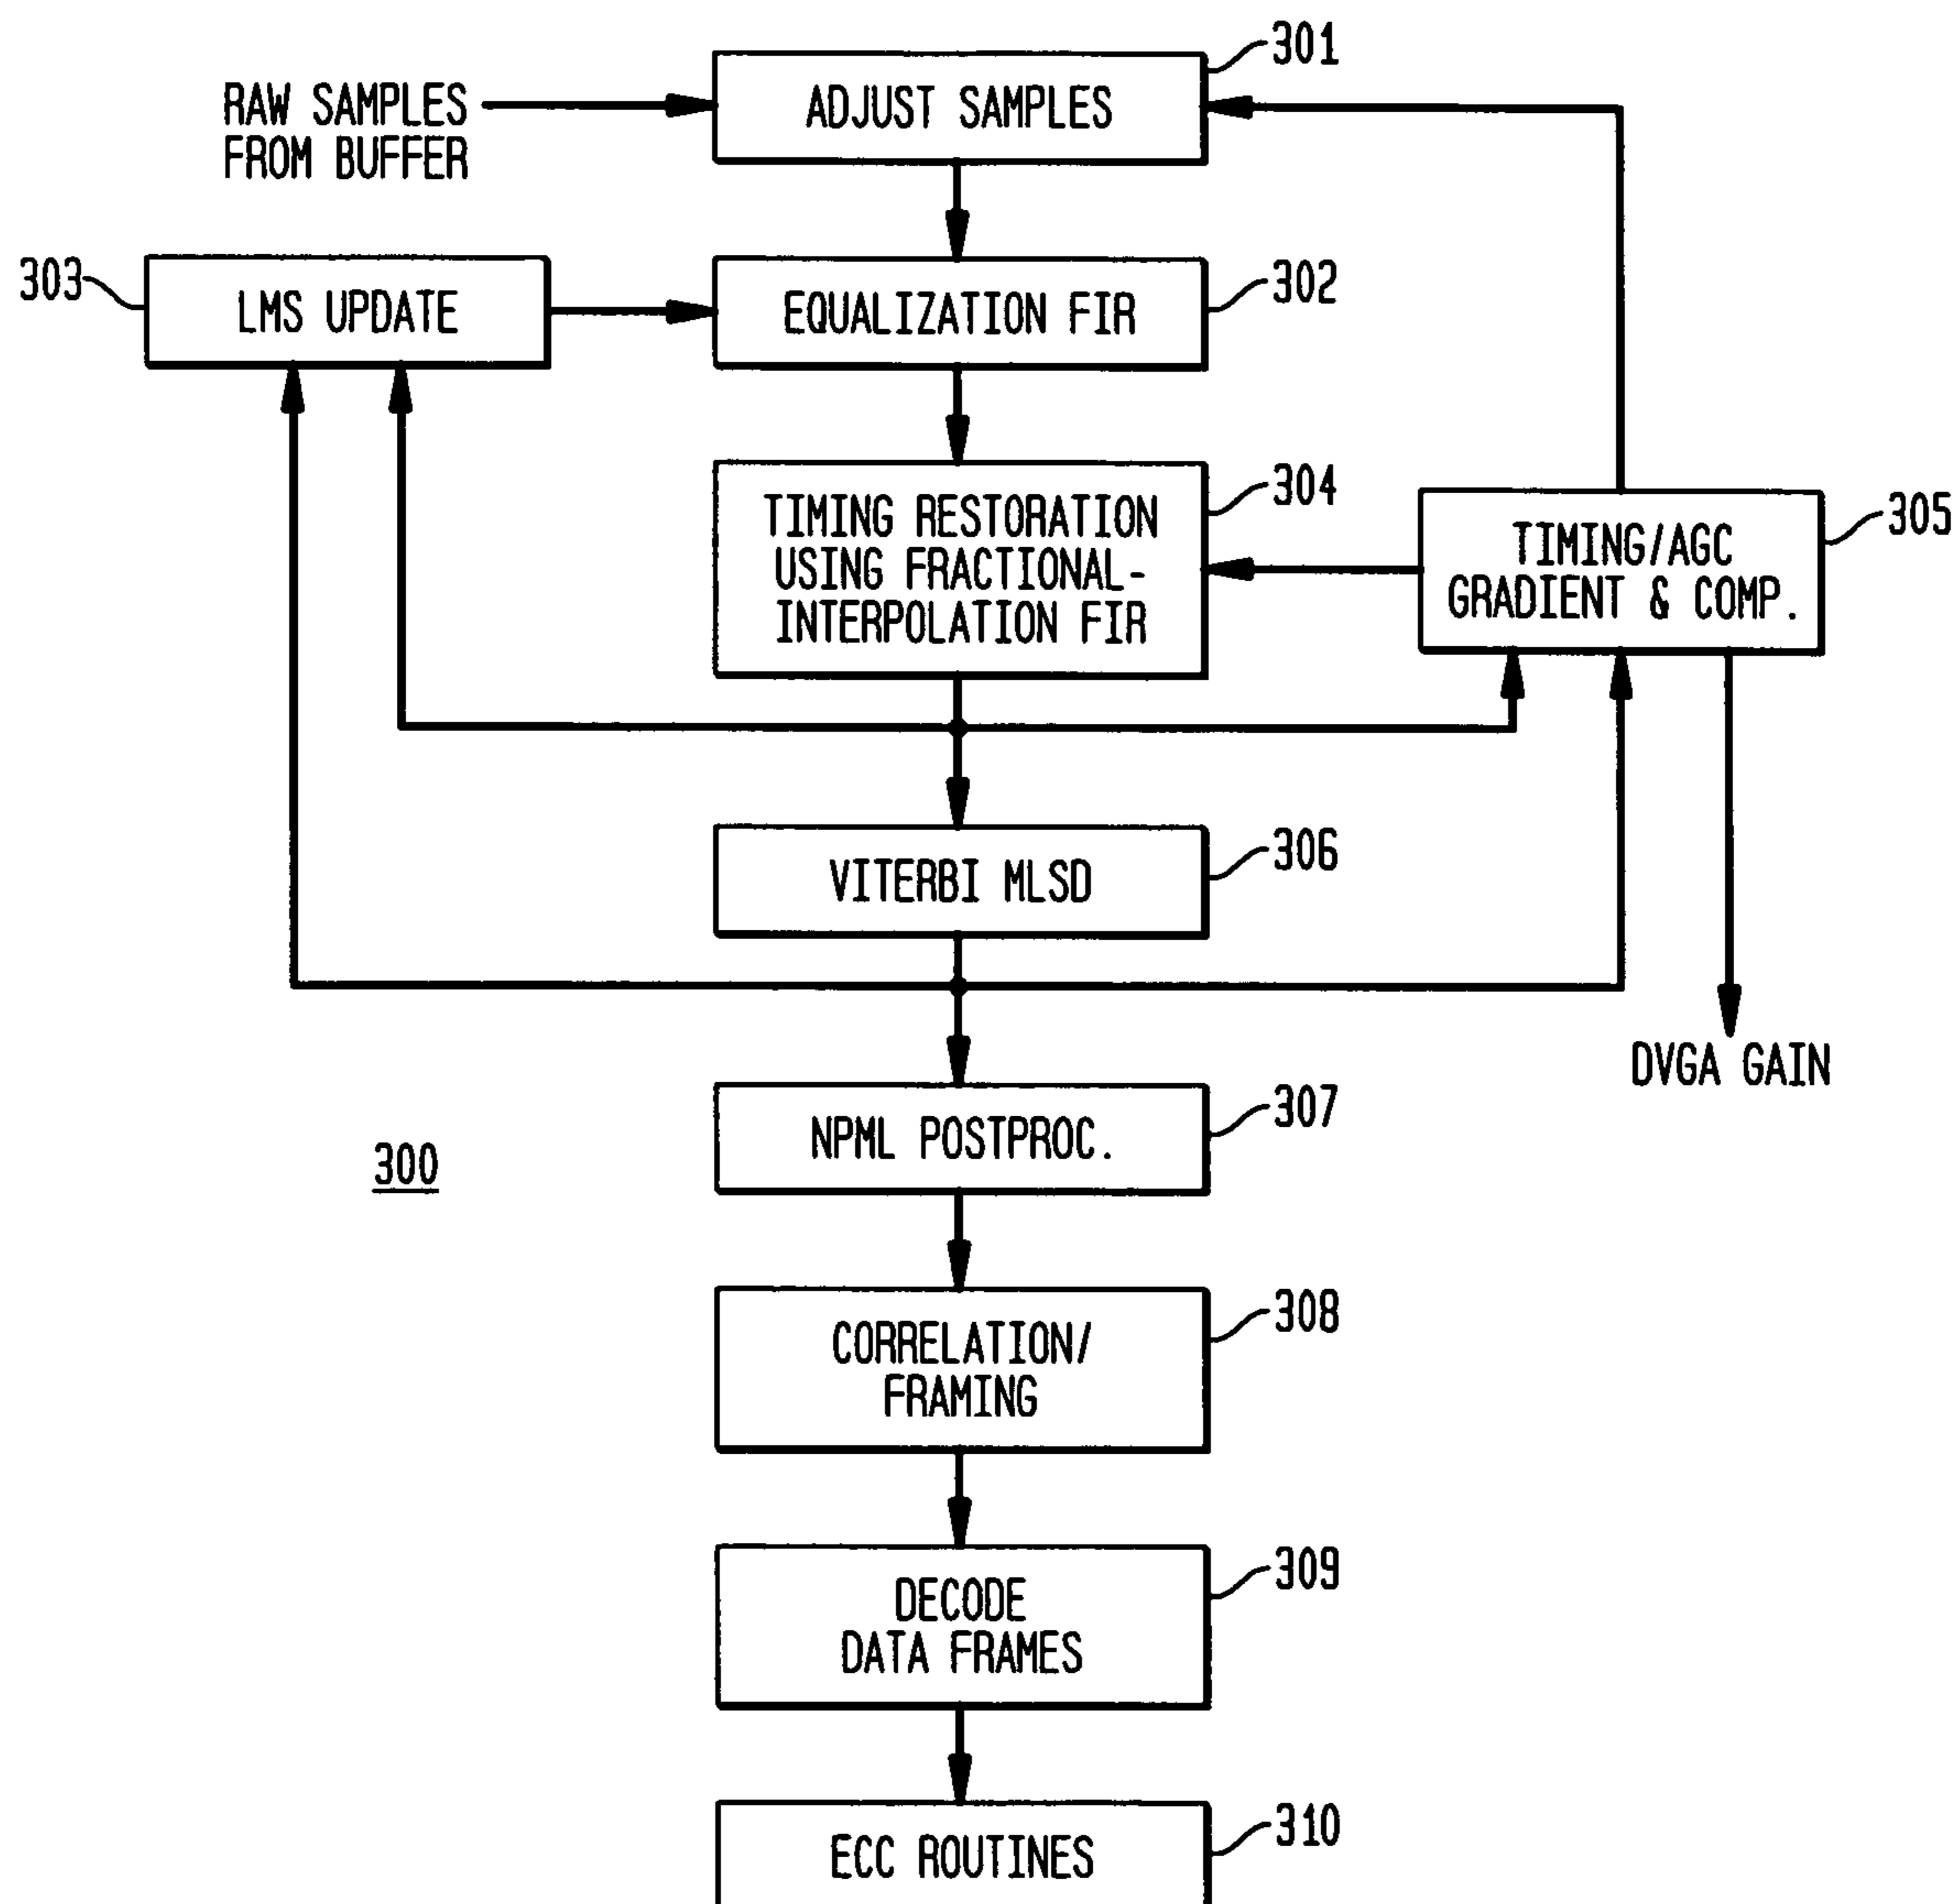 301
RAW SAMPLES
FROM BUFFER
ADJUST SAMPLES
303
LMS UPDATE
302
EQUALIZATION FIR
304
TIMING RESTORATION
USING FRACTIONAL-
INTERPOLATION FIR
305
TIMING/AGC
GRADIENT & COMP.
306
VITERBI MLSD
DVGA GAIN
307
NPML POSTPROC.
300
308
CORRELATION/
FRAMING
309
DECODE
DATA FRAMES
310
ECC ROUTINES